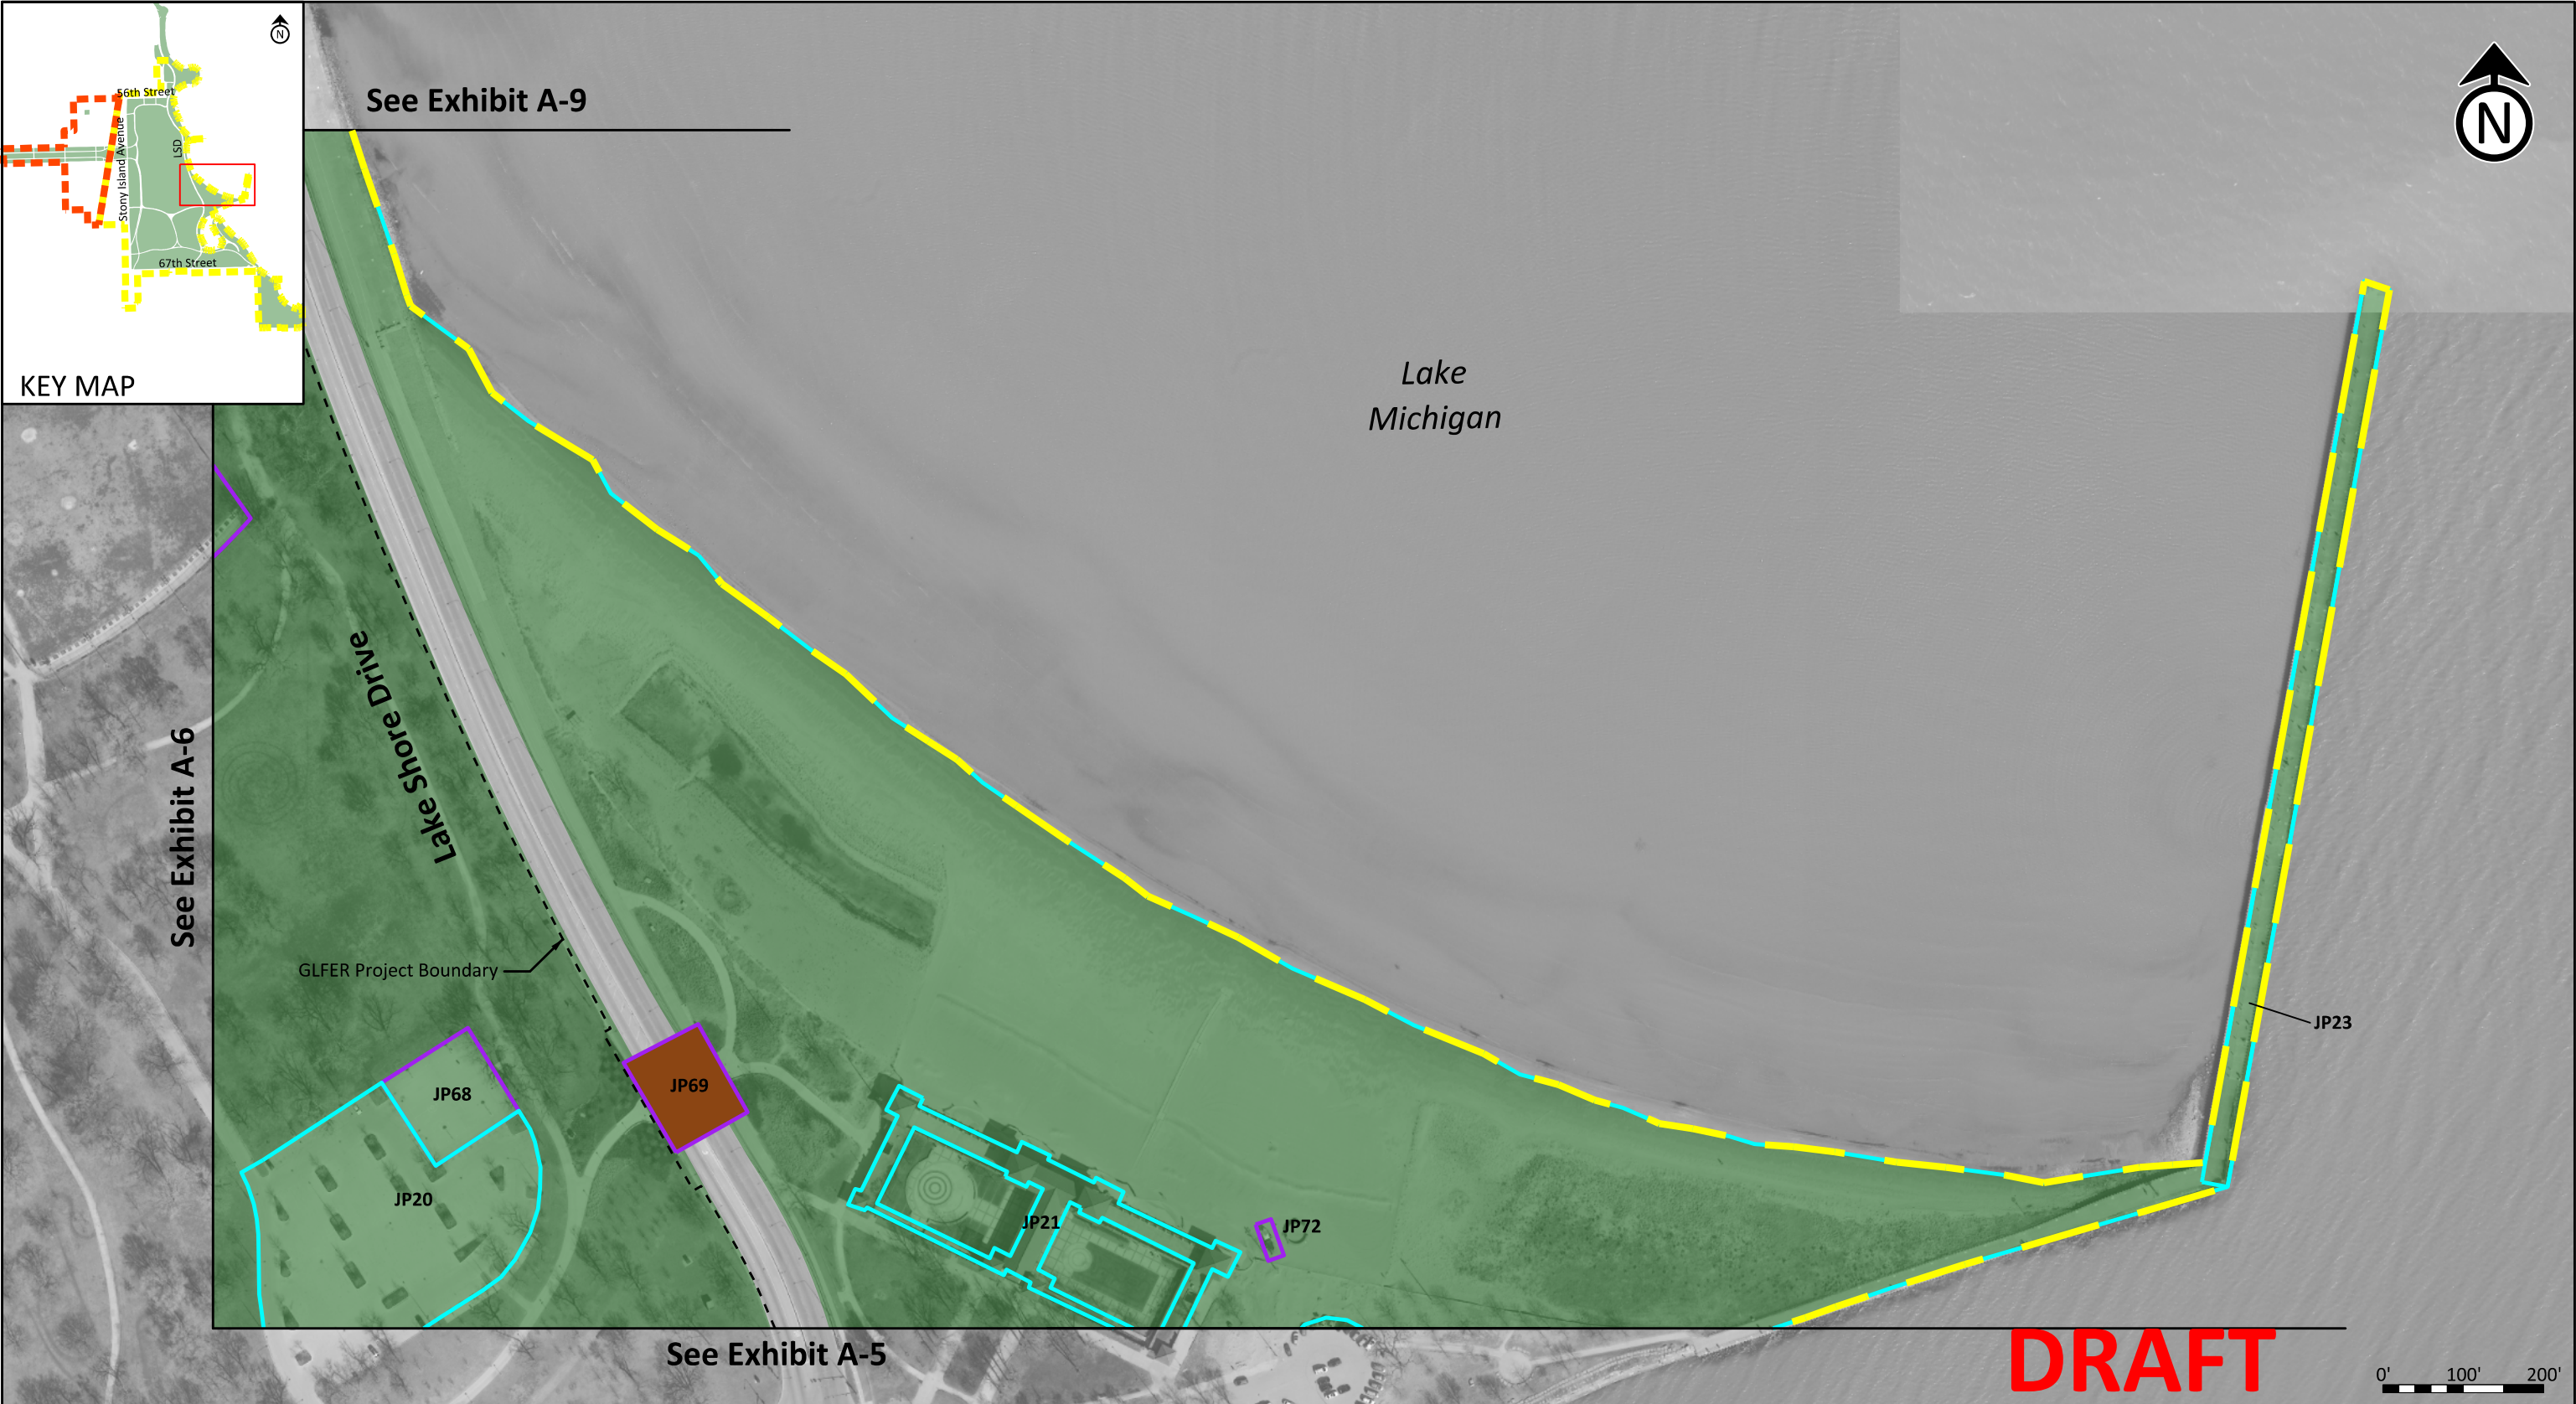 N
56th Street
Stony Island Avenue
LSD
67th Street
KEY MAP
See Exhibit A-9
N
Lake
Michigan
Lake Shore Drive
See Exhibit A-6
GLFER Project Boundary
JP23
JP69
JP68
JP20
JP21
JP72
See Exhibit A-5
DRAFT
0' 100' 200'